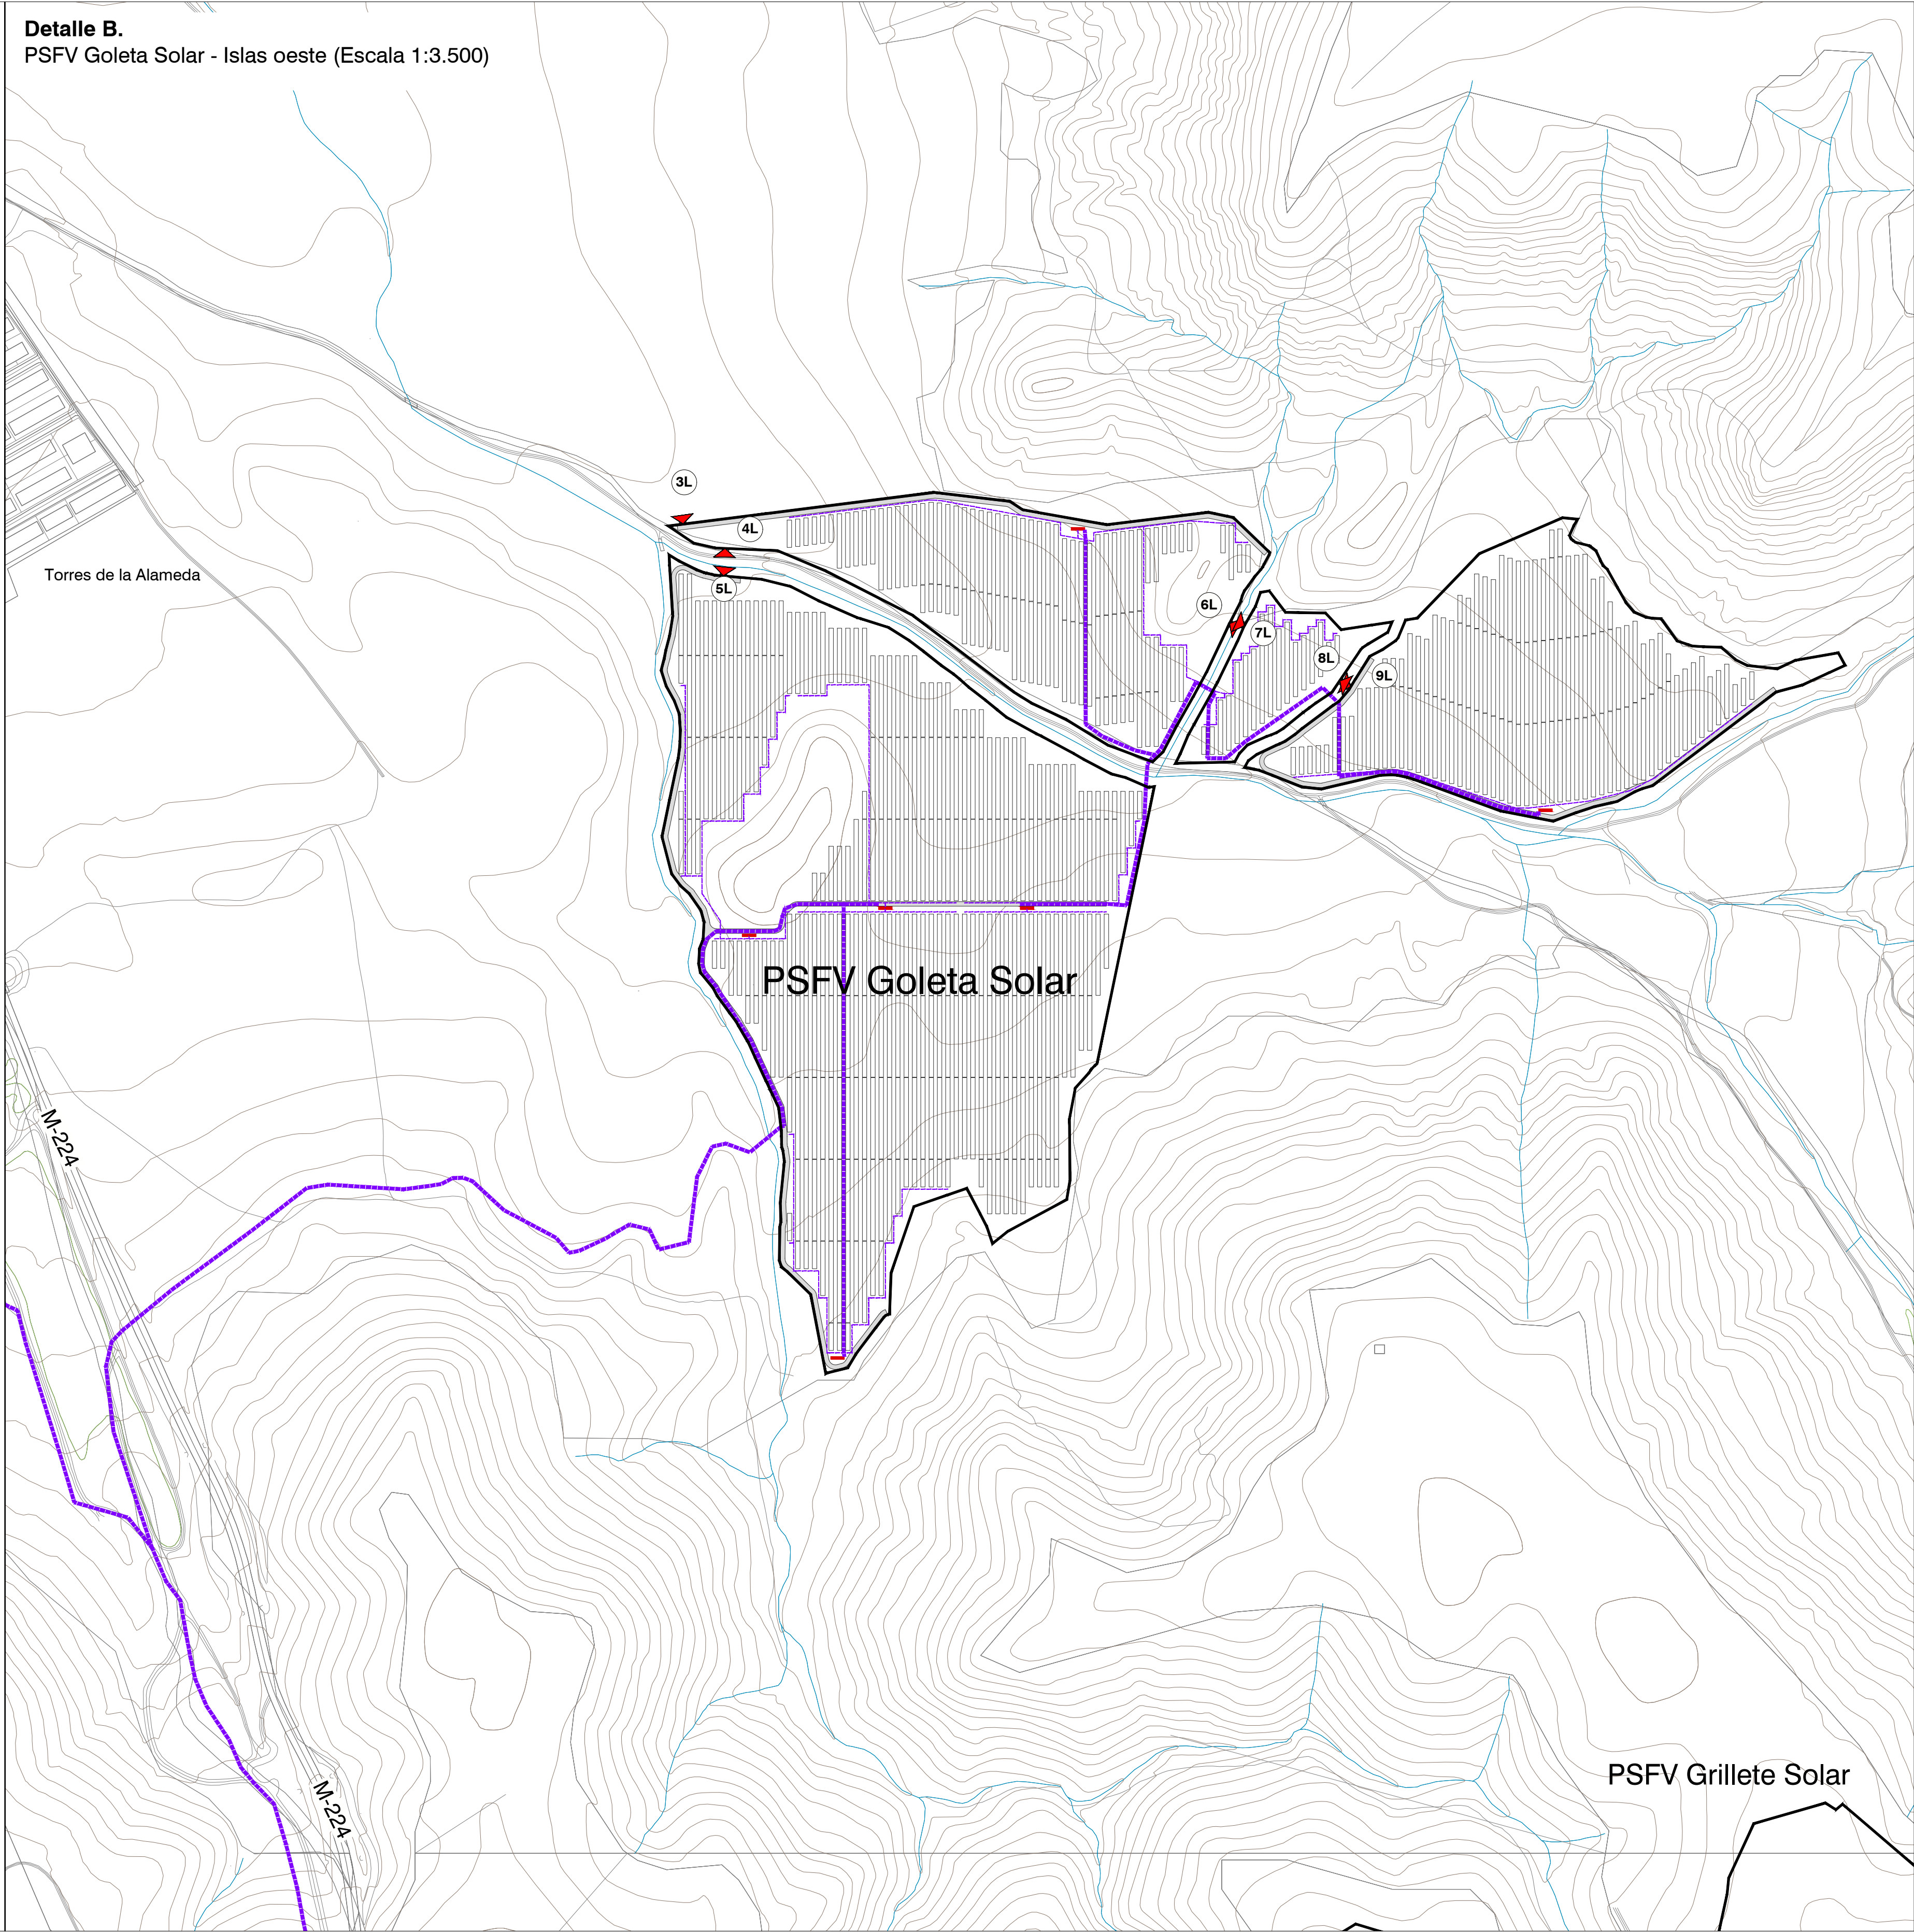 Detalle B.
PSFV Goleta Solar - Islas oeste (Escala 1:3.500)
3L
4L
Torres de la Alameda
5L
6L
7L
8L
9L
PSFV Goleta Solar
M-224
PSFV Grillete Solar
M-224